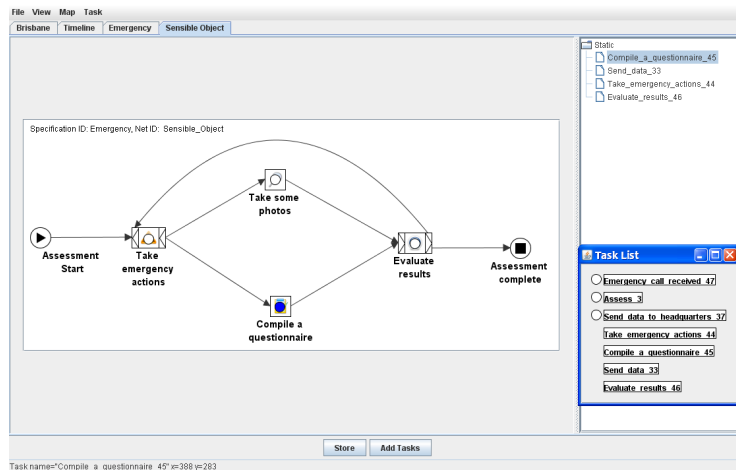 File View Map Task
Brisbane Timeline Emergency Sensible Object
Static
Compile_a_questionnaire_45
Send_data_33
Take_emergency_actions_44
Evaluate_results_46
Specification ID: Emergency, Net ID: Sensible_Object
Take some
photos
Assessment
Start
Take
emergency
actions
Evaluate
results
Assessment
complete
Compile a
questionnaire
Task List
Emergency_call_received_47
Assess_3
Send_data_to_headquarters_37
Take_emergency_actions_44
Compile_a_questionnaire_45
Send_data_33
Evaluate_results_46
Store Add Tasks
Task name="Compile_a_questionnaire_45" x=388 y=283